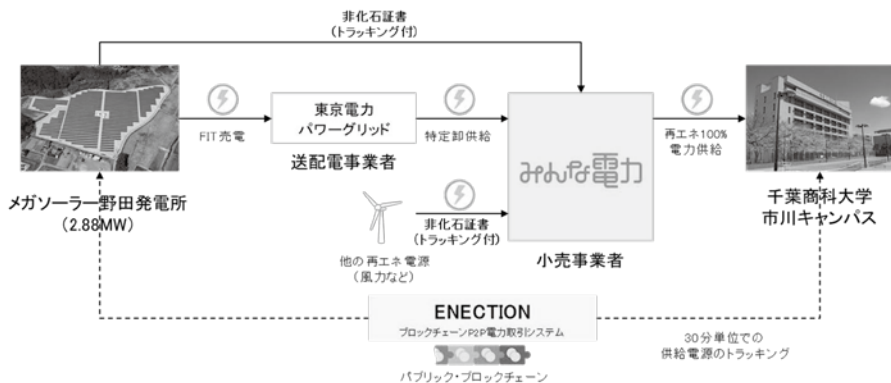 非化石証書
(トラッキング付)
FIT売電
東京電力
パワーグリッド
送配電事業者
特定卸供給
みんな電力
小売事業者
再エネ100%
電力供給
メガソーラー野田発電所
(2.88MW)
千葉商科大学
市川キャンパス
非化石証書
(トラッキング付)
他の再エネ電源
(風力など)
ENECTION
ブロックチェーンP2P電力取引システム
パブリック・ブロックチェーン
30分単位での
供給電源のトラッキング